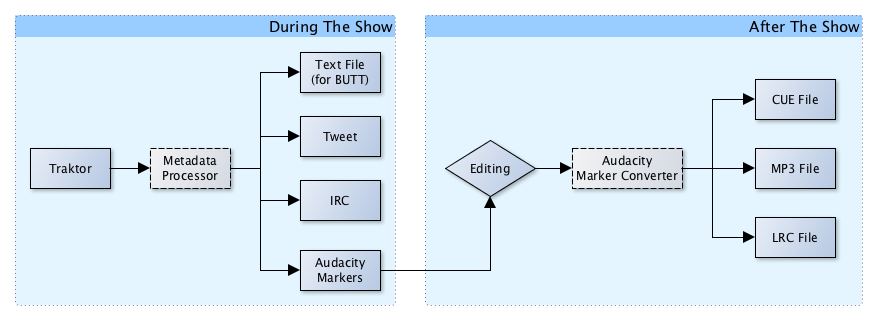 During The Show
After The Show
Traktor
Metadata
Processor
Text File
(for BUTT)
Tweet
IRC
Audacity
Markers
Editing
Audacity
Marker Converter
CUE File
MP3 File
LRC File